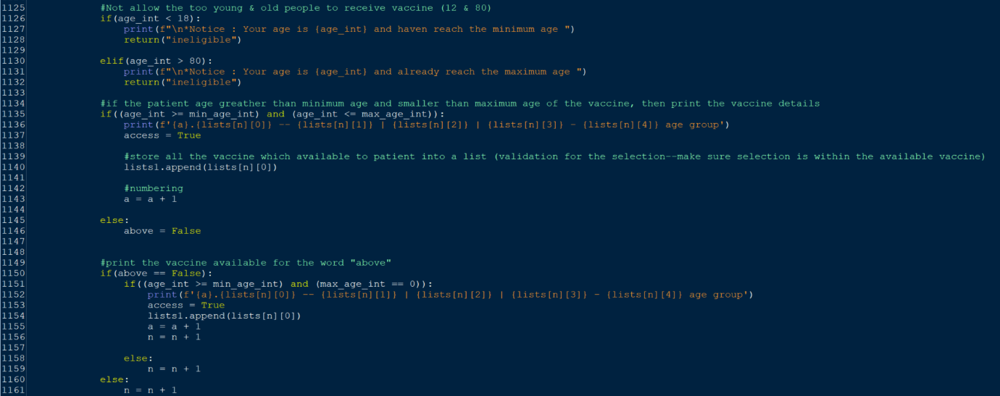 1125 #Not allow the too young & old people to receive vaccine (12 & 80)
1126 if(age_int < 18):
1127 print(f"\n*Notice : Your age is {age_int} and haven reach the minimum age ")
1128 return("ineligible")
1129
1130 elif(age_int > 80):
1131 print(f"\n*Notice : Your age is {age_int} and already reach the maximum age ")
1132 return("ineligible")
1133
1134 #if the patient age greather than minimum age and smaller than maximum age of the vaccine, then print the vaccine details
1135 if((age_int >= min_age_int) and (age_int <= max_age_int)):
1136 print(f'{a}.{lists[n][0]} -- {lists[n][1]} | {lists[n][2]} | {lists[n][3]} - {lists[n][4]} age group')
1137 access = True
1138
1139 #store all the vaccine which available to patient into a list (validation for the selection--make sure selection is within the available vaccine)
1140 lists1.append(lists[n][0])
1141
1142 #numbering
1143 a = a + 1
1144
1145 else:
1146 above = False
1147
1148
1149 #print the vaccine available for the word "above"
1150 if(above == False):
1151 if((age_int >= min_age_int) and (max_age_int == 0)):
1152 print(f'{a}.{lists[n][0]} -- {lists[n][1]} | {lists[n][2]} | {lists[n][3]} - {lists[n][4]} age group')
1153 access = True
1154 lists1.append(lists[n][0])
1155 a = a + 1
1156 n = n + 1
1157
1158 else:
1159 n = n + 1
1160 else:
1161 n = n + 1